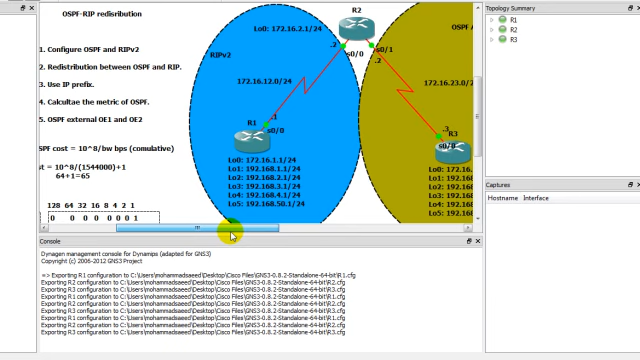 OSPF-RIP redisribution
R2
Topology Summary
Lo0: 172.16.2.1/24
OSPF A
R1
R2
R3
1. Configure OSPF and RIPv2
RIPv2
.2
s0/0
s0/1
.2
2. Redistribution between OSPF and RIP.
172.16.12.0/24
172.16.23.0/2
3. Use IP prefix.
4. Calcultae the metric of OSPF.
5. OSPF external OE1 and OE2
R1
.1
s0/0
.3
R3
s0/0
SPF cost = 10^8/bw bps (comulative)
st = 10^8/(1544000)+1
64+1=65
Lo0: 172.16.1.1/24
Lo1: 192.168.1.1/24
Lo2: 192.168.2.1/24
Lo3: 192.168.3.1/24
Lo4: 192.168.4.1/24
Lo5: 192.168.50.1/24
Lo0: 172.16
Lo1: 192.16
Lo2: 192.16
Lo3: 192.16
Lo4: 192.16
Lo5: 192.16
128 64 32 16 8 4 2 1
0 0 0 0 0 0 0 1
Captures
Hostname Interface
Console
Dynagen management console for Dynamips (adapted for GNS3)
Copyright (c) 2006-2012 GNS3 Project
=> Exporting R1 configuration to C:\Users\mohammadsaeed\Desktop\Cisco Files\GNS3-0.8.2-Standalone-64-bit\R1.cfg
Exporting R2 configuration to C:\Users\mohammadsaeed\Desktop\Cisco Files\GNS3-0.8.2-Standalone-64-bit\R2.cfg
Exporting R3 configuration to C:\Users\mohammadsaeed\Desktop\Cisco Files\GNS3-0.8.2-Standalone-64-bit\R3.cfg
Exporting R1 configuration to C:\Users\mohammadsaeed\Desktop\Cisco Files\GNS3-0.8.2-Standalone-64-bit\R1.cfg
Exporting R2 configuration to C:\Users\mohammadsaeed\Desktop\Cisco Files\GNS3-0.8.2-Standalone-64-bit\R2.cfg
Exporting R3 configuration to C:\Users\mohammadsaeed\Desktop\Cisco Files\GNS3-0.8.2-Standalone-64-bit\R3.cfg
Exporting R1 configuration to C:\Users\mohammadsaeed\Desktop\Cisco Files\GNS3-0.8.2-Standalone-64-bit\R1.cfg
Exporting R2 configuration to C:\Users\mohammadsaeed\Desktop\Cisco Files\GNS3-0.8.2-Standalone-64-bit\R2.cfg
Exporting R3 configuration to C:\Users\mohammadsaeed\Desktop\Cisco Files\GNS3-0.8.2-Standalone-64-bit\R3.cfg